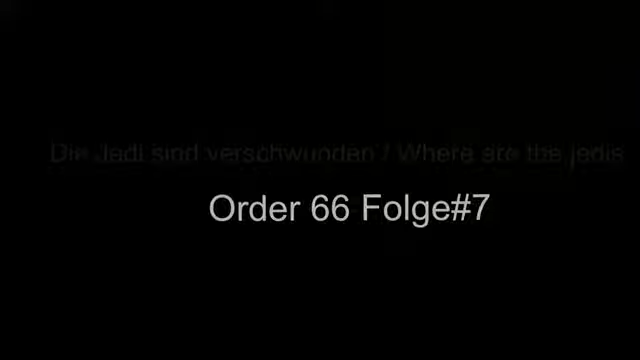 Die Jedi sind verschwunden / Where are the jedis
Order 66 Folge#7